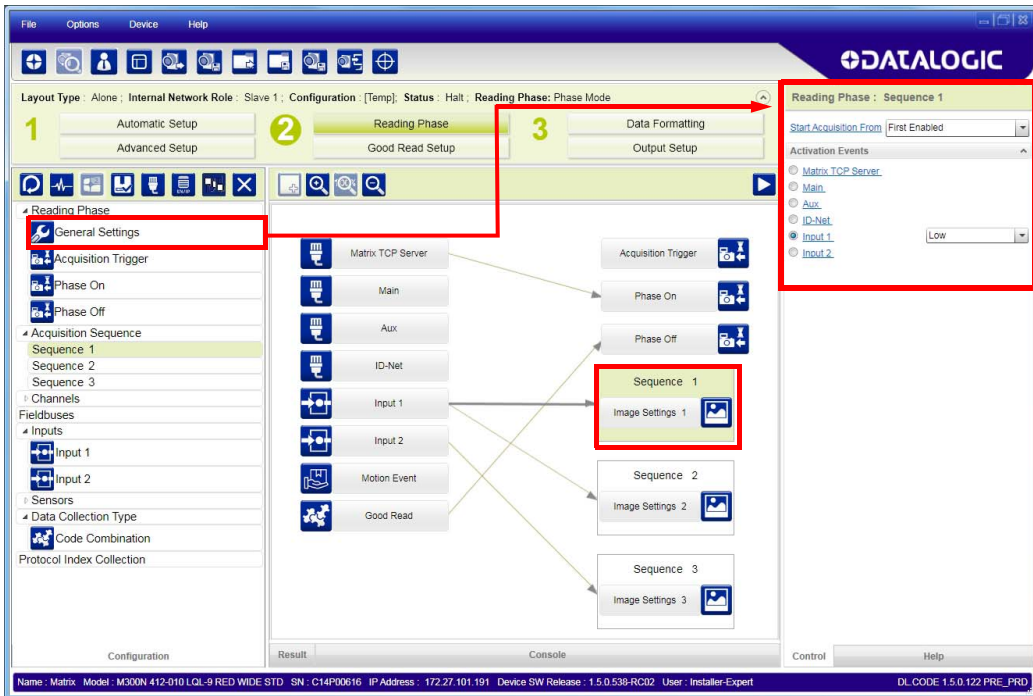 File Options Device Help
DATALOGIC
Layout Type : Alone ; Internal Network Role : Slave 1 ; Configuration : [Temp]; Status : Halt ; Reading Phase: Phase Mode
1 Automatic Setup
Advanced Setup
2 Reading Phase
Good Read Setup
3 Data Formatting
Output Setup
Reading Phase
General Settings
Acquisition Trigger
Phase On
Phase Off
Acquisition Sequence
Sequence 1
Sequence 2
Sequence 3
Channels
Fieldbuses
Inputs
Input 1
Input 2
Sensors
Data Collection Type
Code Combination
Protocol Index Collection
Configuration
Matrix TCP Server
Main
Aux
ID-Net
Input 1
Input 2
Motion Event
Good Read
Acquisition Trigger
Phase On
Phase Off
Sequence 1
Image Settings 1
Sequence 2
Image Settings 2
Sequence 3
Image Settings 3
Result Console
Reading Phase : Sequence 1
Start Acquisition From First Enabled
Activation Events
Matrix TCP Server
Main
Aux
ID-Net
Input 1 Low
Input 2
Control Help
Name : Matrix Model : M300N 412-010 LQL-9 RED WIDE STD SN : C14P00616 IP Address : 172.27.101.191 Device SW Release : 1.5.0.538-RC02 User : Installer-Expert DL.CODE 1.5.0.122 PRE_PRD